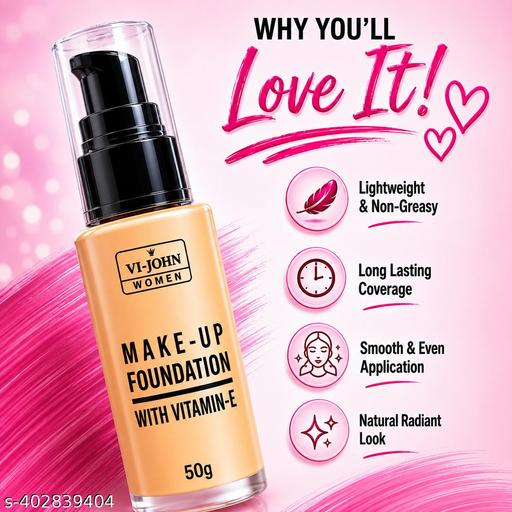 WHY YOU'LL
Love It!
Lightweight
& Non-Greasy
Long Lasting
Coverage
Smooth & Even
Application
Natural Radiant
Look
VI-JOHN
WOMEN
MAKE-UP
FOUNDATION
WITH VITAMIN-E
50g
s-402839404